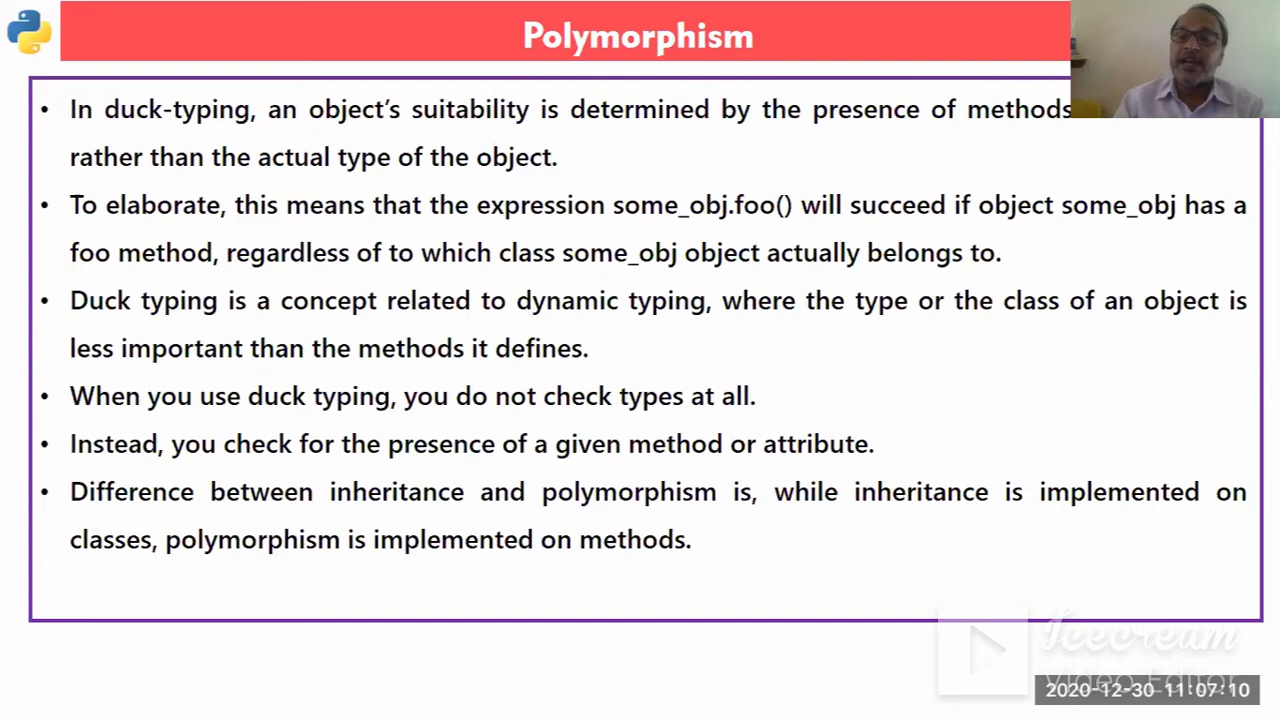 Polymorphism
• In duck-typing, an object’s suitability is determined by the presence of methods
rather than the actual type of the object.
• To elaborate, this means that the expression some_obj.foo() will succeed if object some_obj has a
foo method, regardless of to which class some_obj object actually belongs to.
• Duck typing is a concept related to dynamic typing, where the type or the class of an object is
less important than the methods it defines.
• When you use duck typing, you do not check types at all.
• Instead, you check for the presence of a given method or attribute.
• Difference between inheritance and polymorphism is, while inheritance is implemented on
classes, polymorphism is implemented on methods.
Icecream
Video Editor
2020-12-30 11:07:10